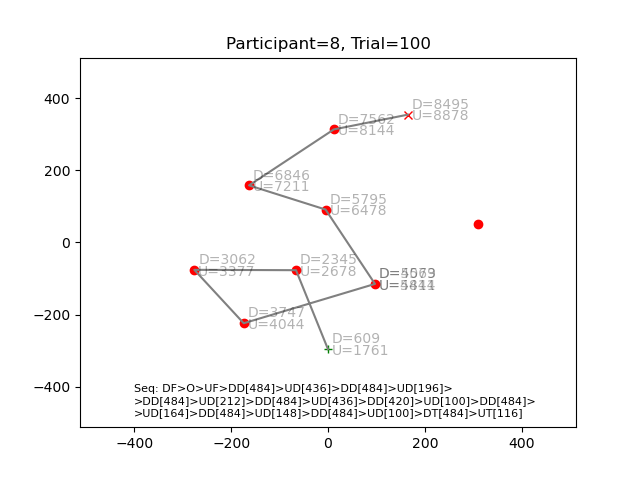 Participant=8, Trial=100
D=8495
U=8878
D=7562
U=8144
D=6846
U=7211
D=5795
U=6478
D=3062
U=3377
D=2345
U=2678
D=3747
U=4044
D=609
U=1761
400
200
0
−200
−400
Seq: DF>O>UF>DD[484]>UD[436]>DD[484]>UD[196]>
>DD[484]>UD[212]>DD[484]>UD[436]>DD[420]>UD[100]>DD[484]>
>UD[164]>DD[484]>UD[148]>DD[484]>UD[100]>DT[484]>UT[116]
−400
−200
0
200
400